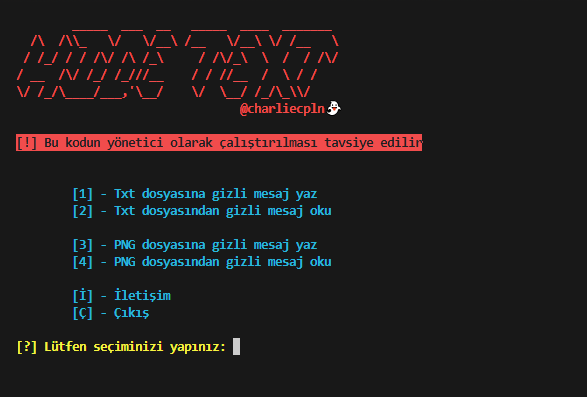 @charliecpln
[!] Bu kodun yönetici olarak çalıştırılması tavsiye edilir
[1] - Txt dosyasına gizli mesaj yaz
[2] - Txt dosyasından gizli mesaj oku
[3] - PNG dosyasına gizli mesaj yaz
[4] - PNG dosyasından gizli mesaj oku
[İ] - İletişim
[Ç] - Çıkış
[?] Lütfen seçiminizi yapınız: